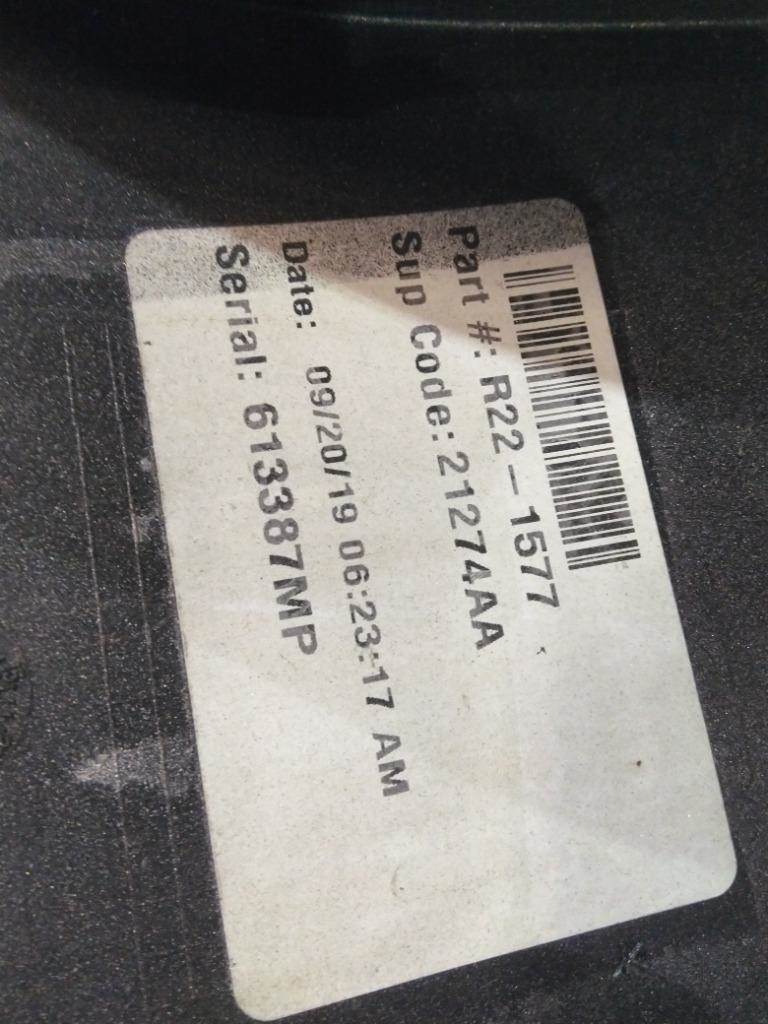 Part #: R22-1577
Sup Code: 21274AA
Date: 09/20/19 06:23:17 AM
Serial: 613387MP